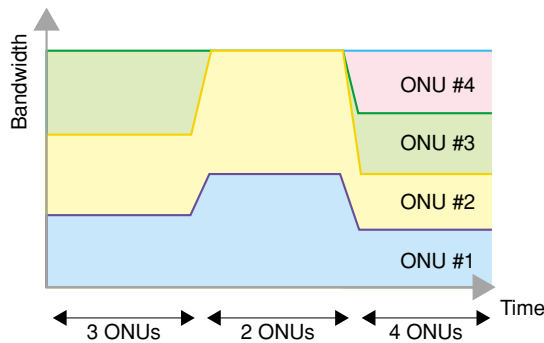 Bandwidth
ONU #4
ONU #3
ONU #2
ONU #1
Time
3 ONUs
2 ONUs
4 ONUs